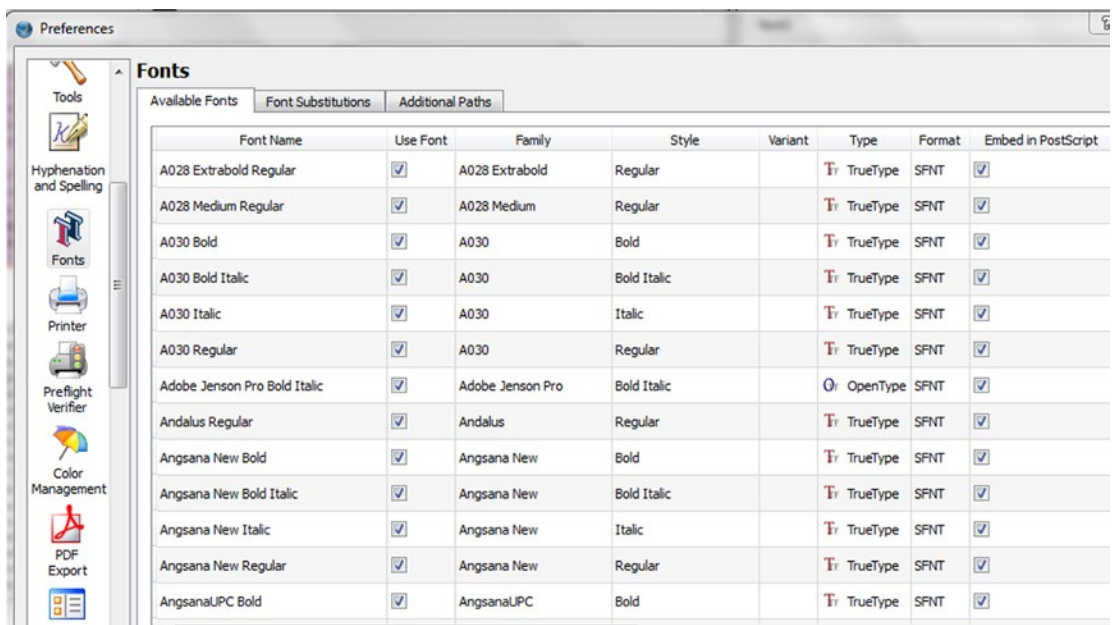 Preferences
Tools
Hyphenation
and Spelling
Fonts
Printer
Preflight
Verifier
Color
Management
PDF
Export
Fonts
Available Fonts Font Substitutions Additional Paths
Font Name Use Font Family Style Variant Type Format Embed in PostScript
A028 Extrabold Regular A028 Extrabold Regular TrueType SFNT
A028 Medium Regular A028 Medium Regular TrueType SFNT
A030 Bold A030 Bold TrueType SFNT
A030 Bold Italic A030 Bold Italic TrueType SFNT
A030 Italic A030 Italic TrueType SFNT
A030 Regular A030 Regular TrueType SFNT
Adobe Jenson Pro Bold Italic Adobe Jenson Pro Bold Italic OpenType SFNT
Andalus Regular Andalus Regular TrueType SFNT
Angsana New Bold Angsana New Bold TrueType SFNT
Angsana New Bold Italic Angsana New Bold Italic TrueType SFNT
Angsana New Italic Angsana New Italic TrueType SFNT
Angsana New Regular Angsana New Regular TrueType SFNT
AngsanaUPC Bold AngsanaUPC Bold TrueType SFNT